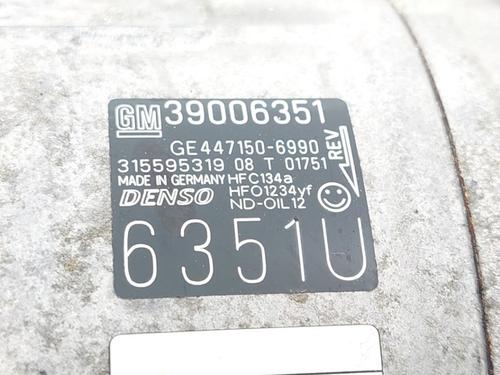 GM 39006351
GE447150-6990
315595319 08 T 01751
MADE IN GERMANY HFC134a
DENSO HFO1234yf
ND-OIL12
REV
6351U